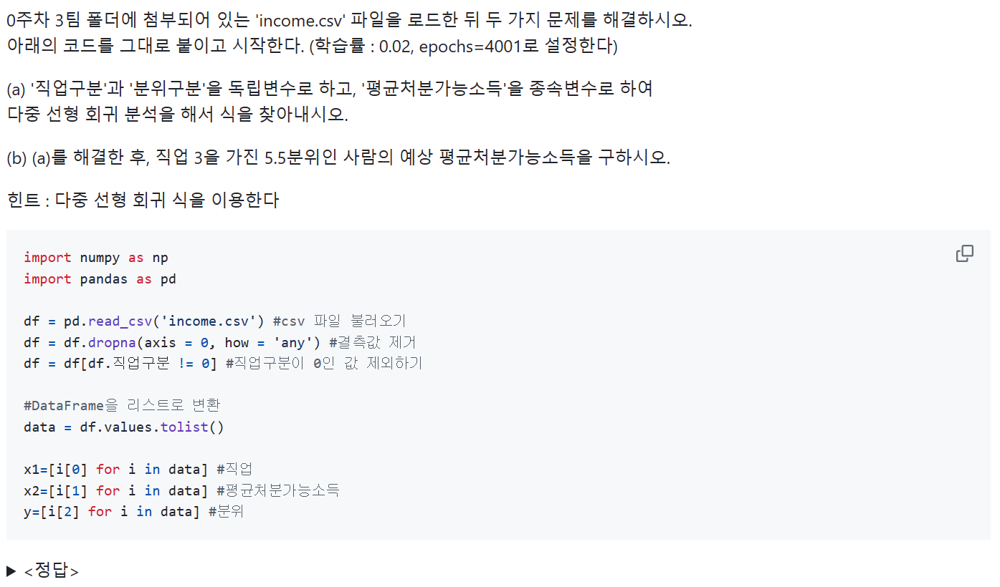 0주차 3팀 폴더에 첨부되어 있는 'income.csv' 파일을 로드한 뒤 두 가지 문제를 해결하시오.
아래의 코드를 그대로 붙이고 시작한다. (학습률 : 0.02, epochs=4001로 설정한다)
(a) '직업구분'과 '분위구분'을 독립변수로 하고, '평균처분가능소득'을 종속변수로 하여
다중 선형 회귀 분석을 해서 식을 찾아내시오.
(b) (a)를 해결한 후, 직업 3을 가진 5.5분위인 사람의 예상 평균처분가능소득을 구하시오.
힌트 : 다중 선형 회귀 식을 이용한다
import numpy as np
import pandas as pd
df = pd.read_csv('income.csv') #csv 파일 불러오기
df = df.dropna(axis = 0, how = 'any') #결측값 제거
df = df[df.직업구분 != 0] #직업구분이 0인 값 제외하기
#DataFrame을 리스트로 변환
data = df.values.tolist()
x1=[i[0] for i in data] #직업
x2=[i[1] for i in data] #평균처분가능소득
y=[i[2] for i in data] #분위
▶ <정답>